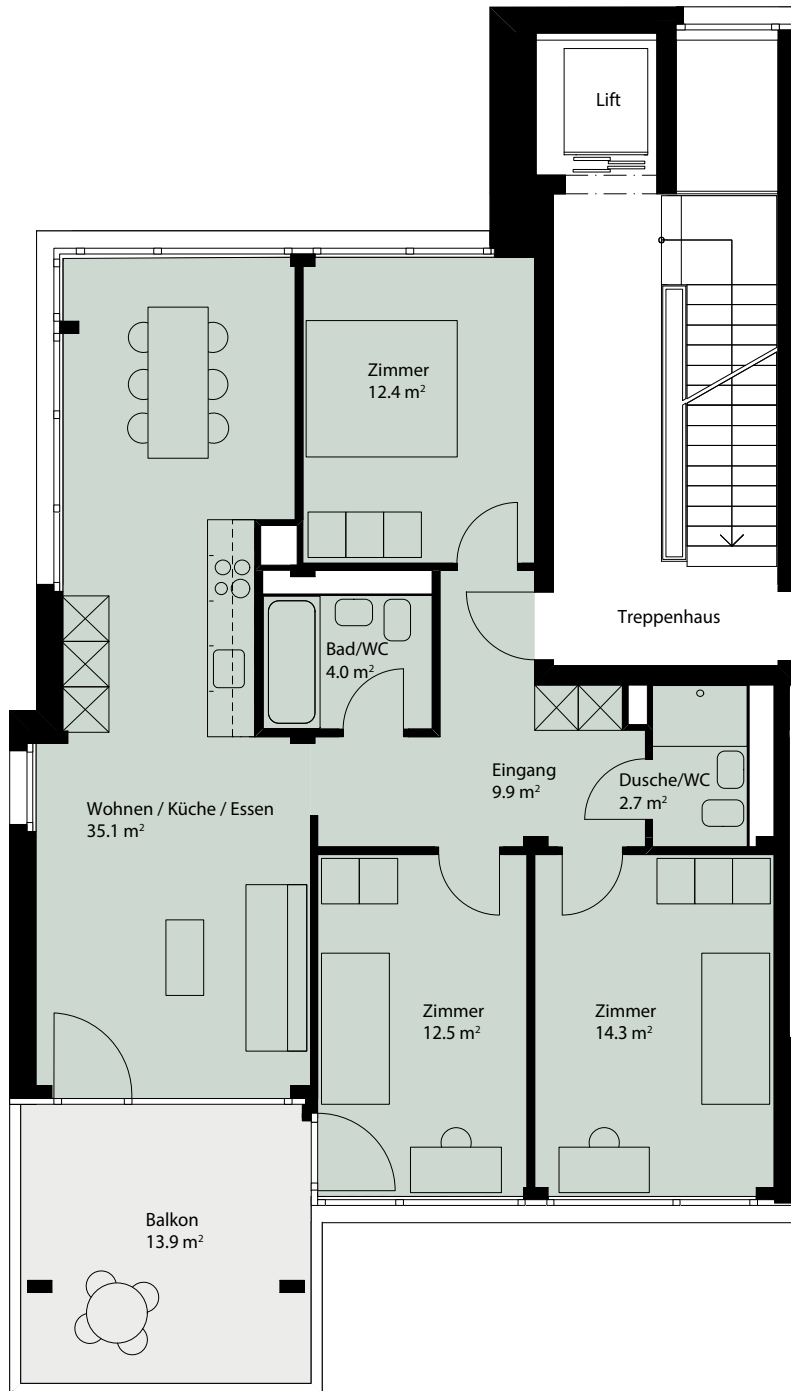 Lift
Zimmer
12.4 m²
Treppenhaus
Bad/WC
4.0 m²
Eingang
9.9 m²
Dusche/WC
2.7 m²
Wohnen / Küche / Essen
35.1 m²
Zimmer
12.5 m²
Zimmer
14.3 m²
Balkon
13.9 m²